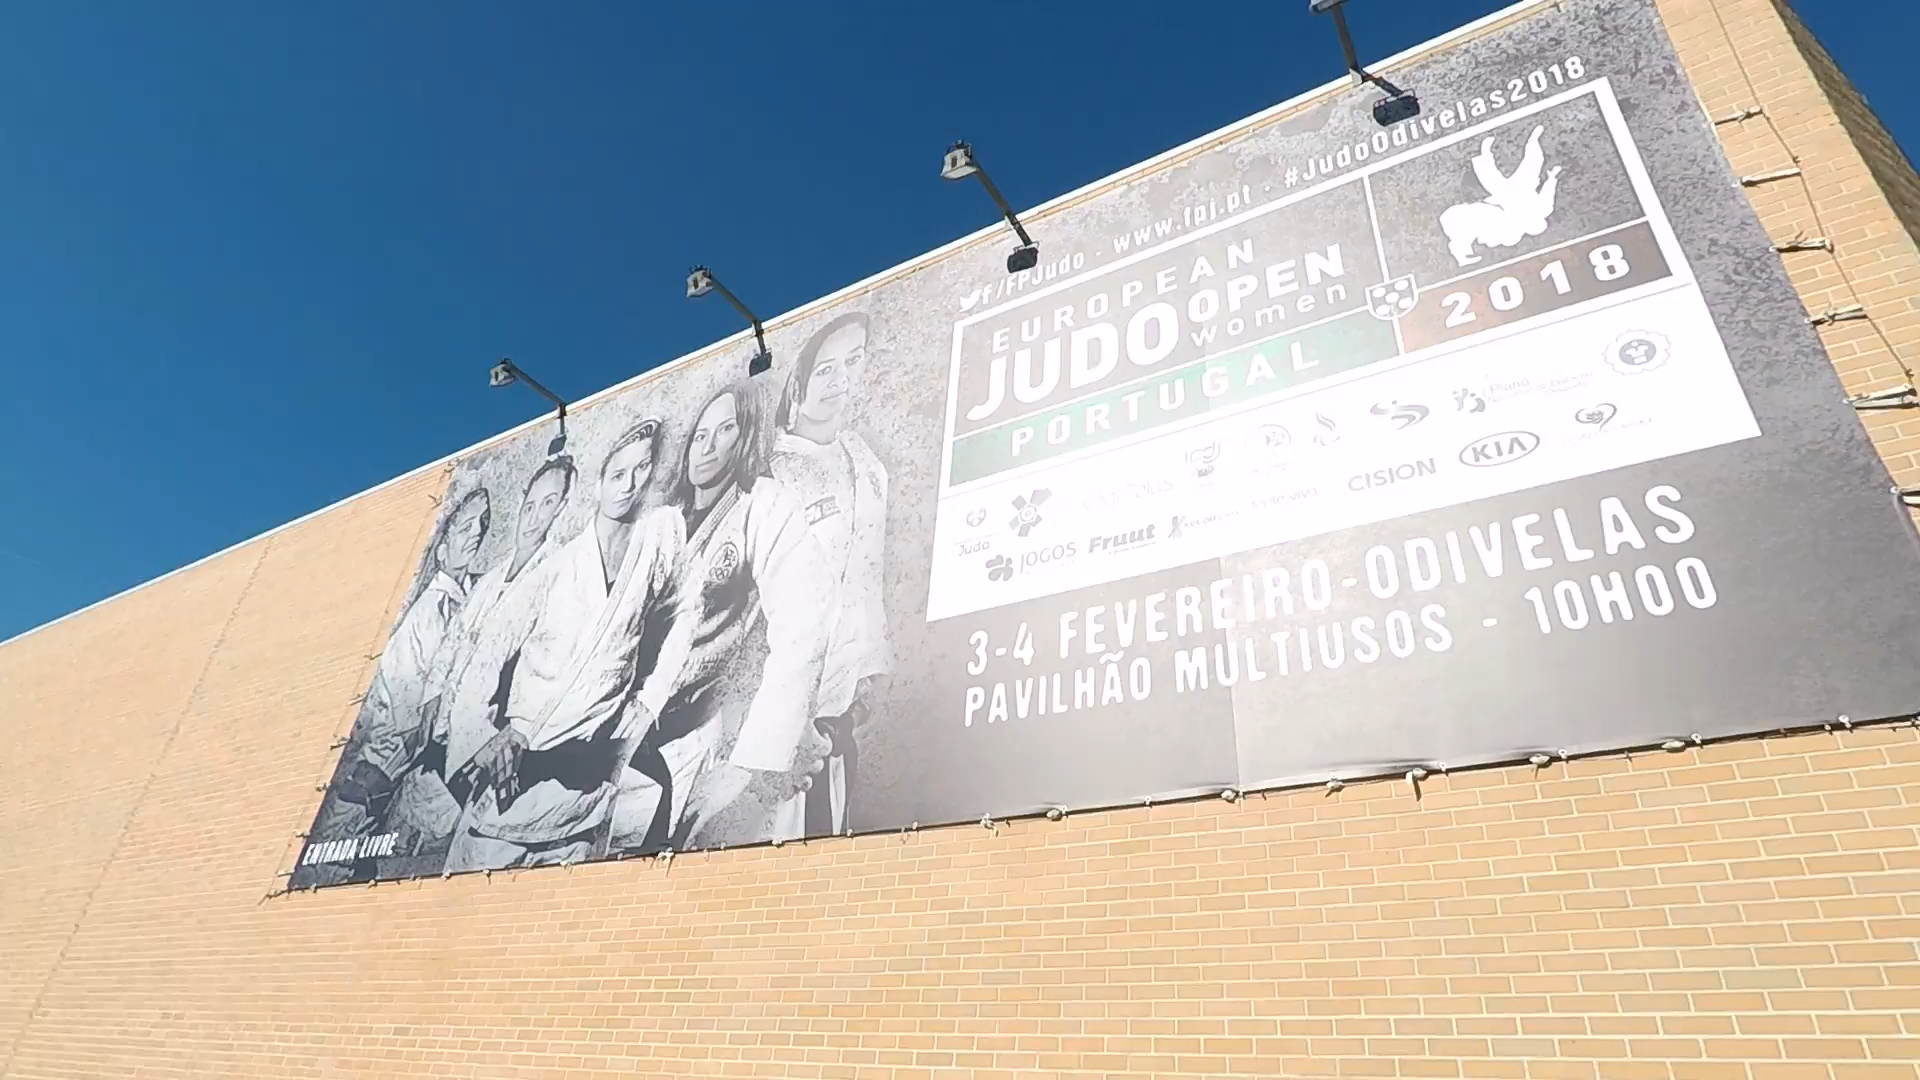 f/FPJudo · www.fpj.pt · #JudoOdivelas2018
EUROPEAN
JUDO OPEN
women
PORTUGAL
2018
Judo
JOGOS
Fruut
CISION
KIA
3-4 FEVEREIRO-ODIVELAS
PAVILHÃO MULTIUSOS - 10H00
ENTRADA LIVRE